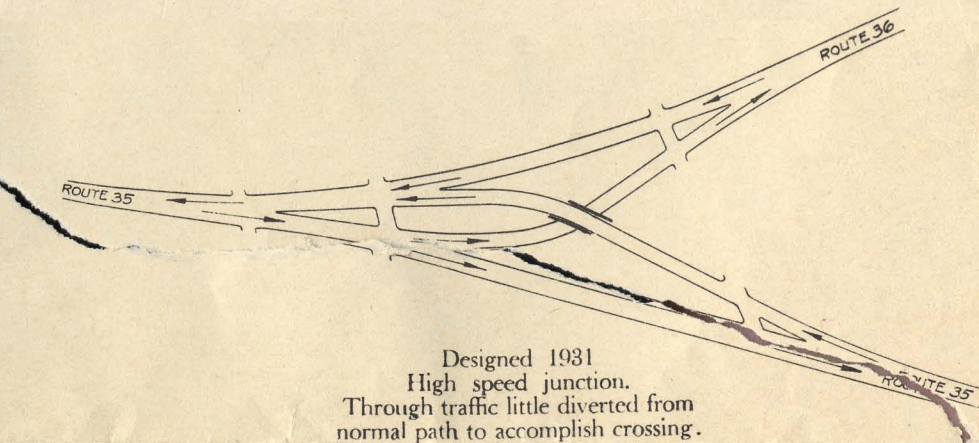 ROUTE 36
ROUTE 35
ROUTE 35
Designed 1931
High speed junction.
Through traffic little diverted from
normal path to accomplish crossing.